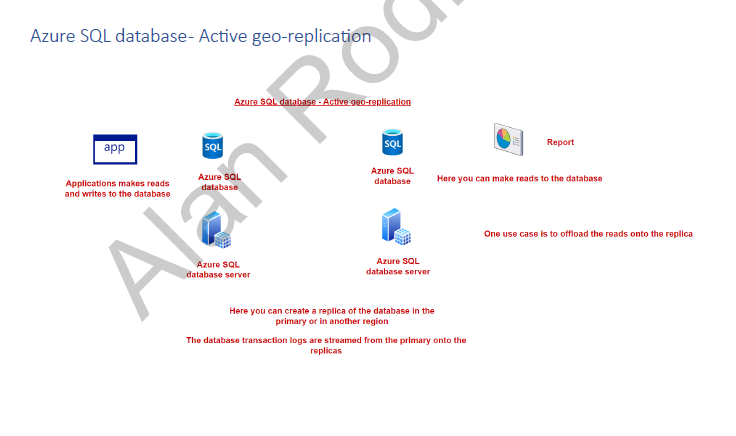 Azure SQL database- Active geo-replication
Azure SQL database - Active geo-replication
app
SQL
SQL
Report
Applications makes reads
and writes to the database
Azure SQL
database
Azure SQL
database
Here you can make reads to the database
One use case is to offload the reads onto the replica
Azure SQL
database server
Azure SQL
database server
Here you can create a replica of the database in the
primary or in another region
The database transaction logs are streamed from the primary onto the
replicas
Alan